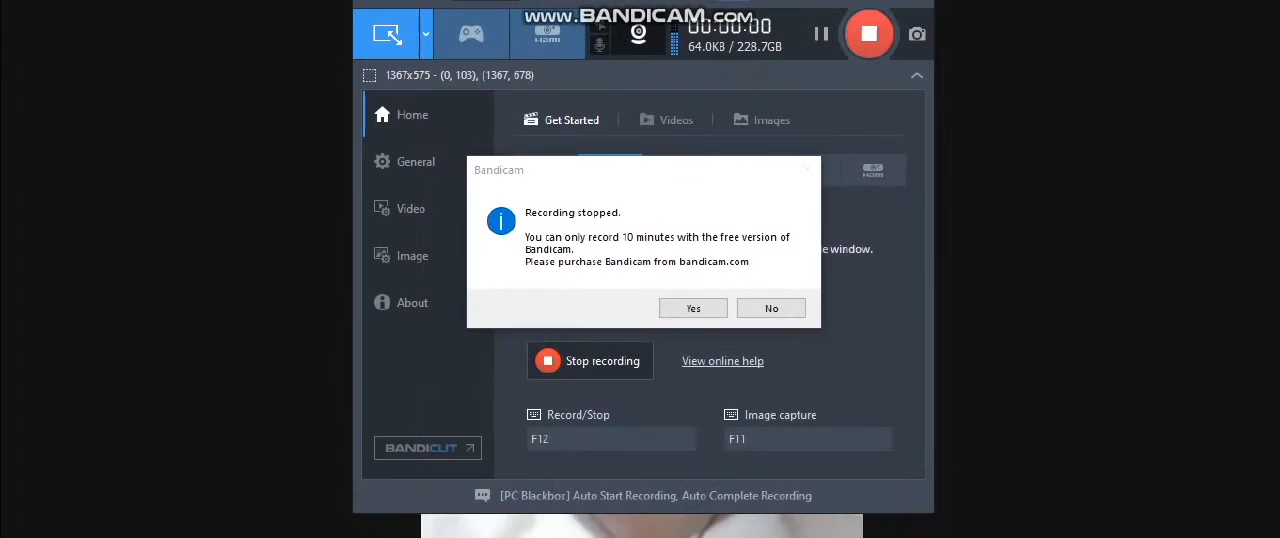 www.BANDICAM.com
HDMI
00:00:00
64.0KB / 228.7GB
1367x575 - (0, 103), (1367, 678)
Home
Get Started
Videos
Images
General
HDMI
Bandicam
Video
Recording stopped.
You can only record 10 minutes with the free version of
Bandicam.
e window.
Please purchase Bandicam from bandicam.com
Image
About
Yes
No
Stop recording
View online help
Record/Stop
Image capture
F12
F11
BANDICUT
[PC Blackbox] Auto Start Recording, Auto Complete Recording